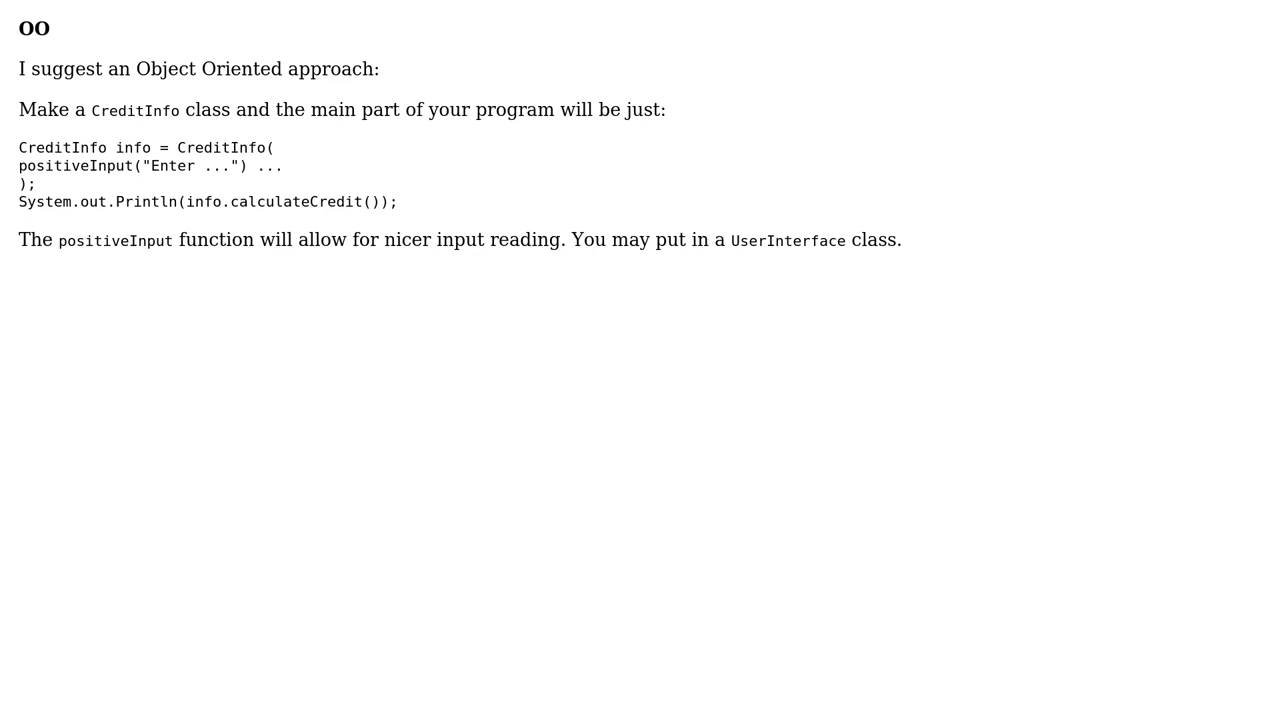 OO
I suggest an Object Oriented approach:
Make a CreditInfo class and the main part of your program will be just:
CreditInfo info = CreditInfo(
positiveInput("Enter ...") ...
);
System.out.Println(info.calculateCredit());
The positiveInput function will allow for nicer input reading. You may put in a UserInterface class.